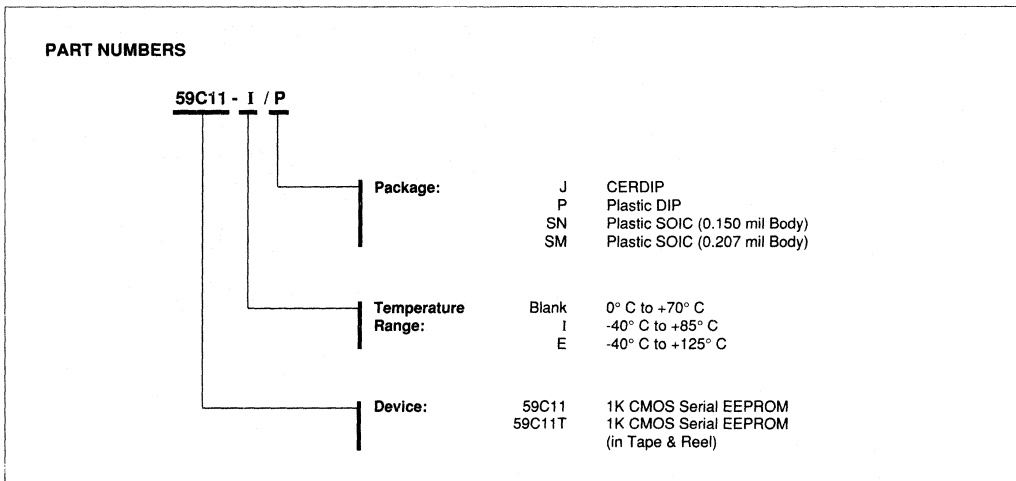 PART NUMBERS
59C11 - I / P
Package: J CERDIP
P Plastic DIP
SN Plastic SOIC (0.150 mil Body)
SM Plastic SOIC (0.207 mil Body)
Temperature Blank 0° C to +70° C
Range: I -40° C to +85° C
E -40° C to +125° C
Device: 59C11 1K CMOS Serial EEPROM
59C11T 1K CMOS Serial EEPROM
(in Tape & Reel)